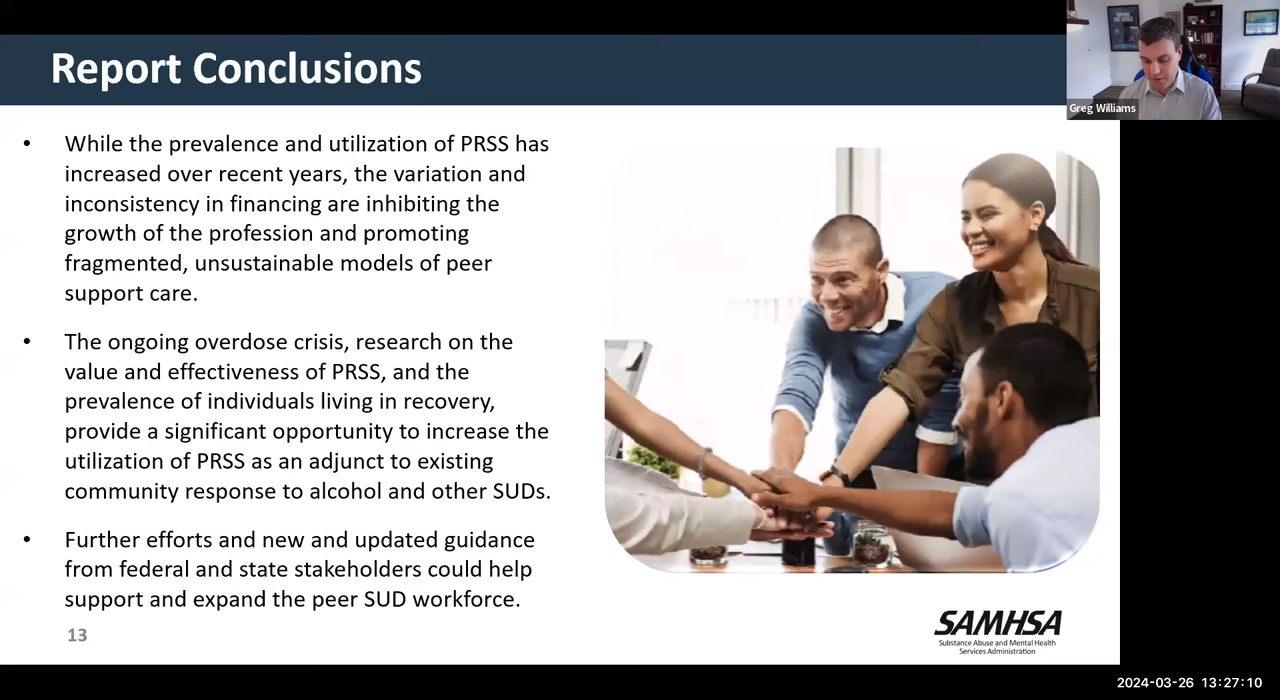 Report Conclusions
Greg Williams
• While the prevalence and utilization of PRSS has
increased over recent years, the variation and
inconsistency in financing are inhibiting the
growth of the profession and promoting
fragmented, unsustainable models of peer
support care.
• The ongoing overdose crisis, research on the
value and effectiveness of PRSS, and the
prevalence of individuals living in recovery,
provide a significant opportunity to increase the
utilization of PRSS as an adjunct to existing
community response to alcohol and other SUDs.
• Further efforts and new and updated guidance
from federal and state stakeholders could help
support and expand the peer SUD workforce.
13
SAMHSA
Substance Abuse and Mental Health
Services Administration
2024-03-26 13:27:10